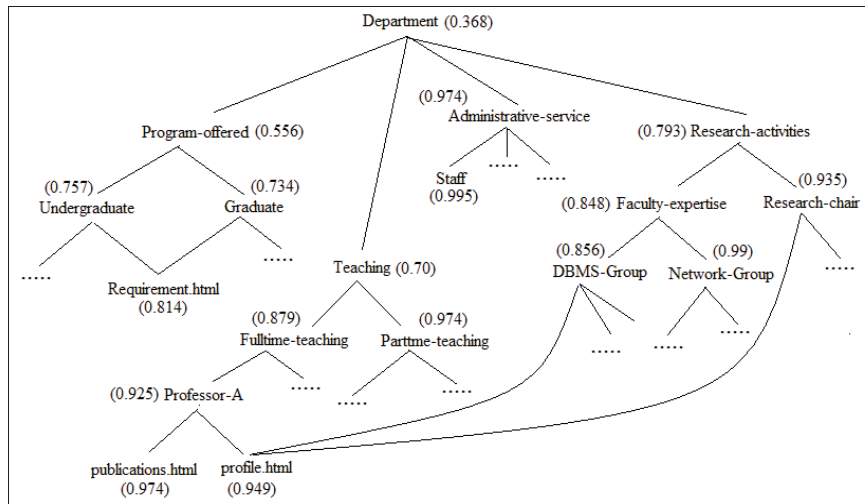 Department (0.368)
(0.974)
Administrative-service
Program-offered (0.556)
(0.793) Research-activities
.....
.....
Staff
(0.995)
(0.757)
Undergraduate
(0.734)
Graduate
(0.848) Faculty-expertise
(0.935)
Research-chair
.....
.....
Requirement.html
(0.814)
Teaching (0.70)
(0.856)
DBMS-Group
(0.99)
Network-Group
.....
(0.879)
Fulltime-teaching
(0.974)
Parttme-teaching
.....
.....
.....
(0.925) Professor-A
.....
.....
.....
publications.html
(0.974)
profile.html
(0.949)